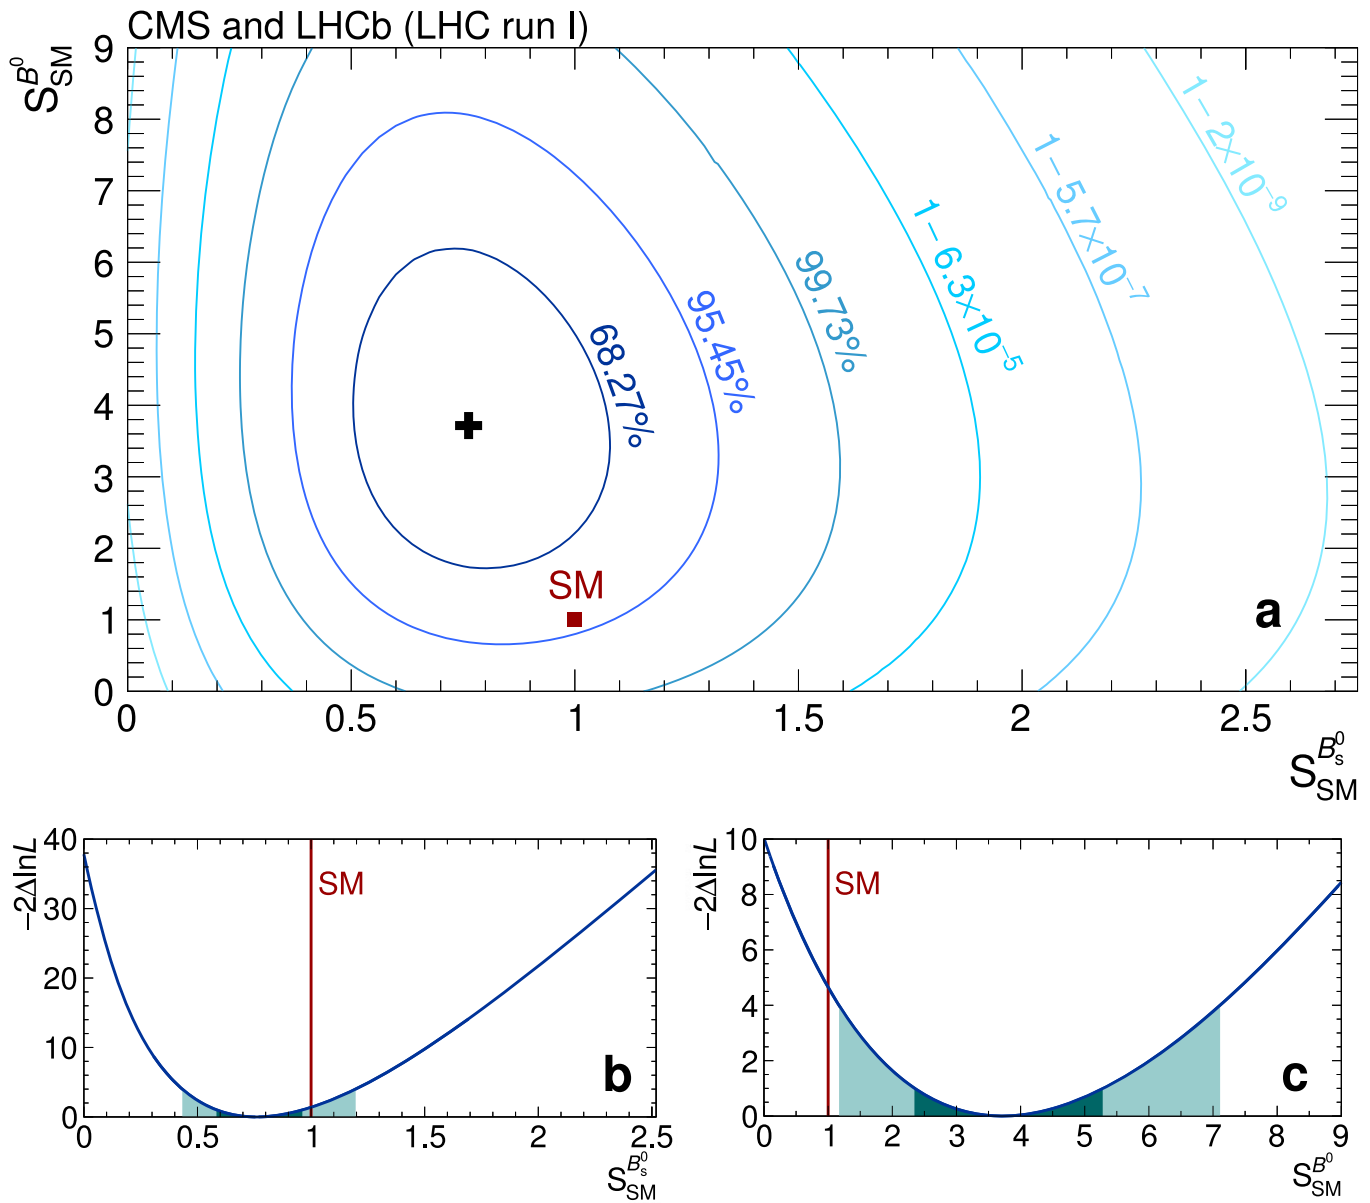 CMS and LHCb (LHC run I)
S_SM^{B^0}
9
8
7
6
5
4
3
2
1
0
68.27%
95.45%
99.73%
1−6.3×10^{−5}
1−5.7×10^{−7}
1−2×10^{−9}
SM
a
0 0.5 1 1.5 2 2.5
S_SM^{B_s^0}
−2ΔlnL
40
30
20
10
0
SM
b
0 0.5 1 1.5 2 2.5
S_SM^{B_s^0}
−2ΔlnL
10
8
6
4
2
0
SM
c
0 1 2 3 4 5 6 7 8 9
S_SM^{B^0}